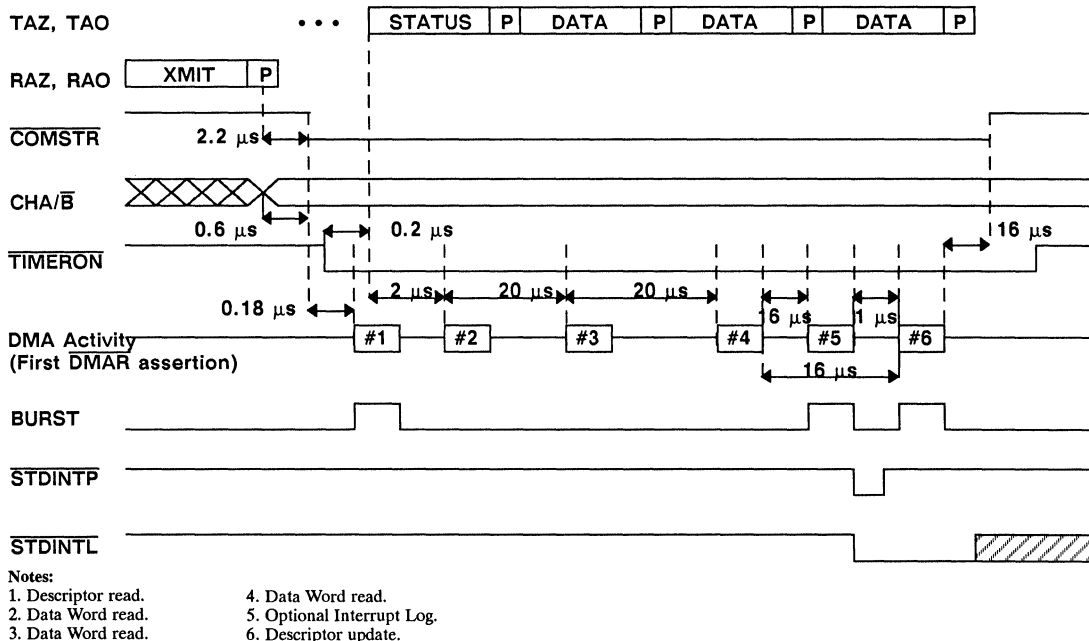 TAZ, TAO
• • •
STATUS P DATA P DATA P DATA P
RAZ, RAO
XMIT P
2.2 μs
COMSTR
CHA/B
0.6 μs
0.2 μs
16 μs
TIMERON
2 μs
20 μs
20 μs
0.18 μs
16 μs
1 μs
DMA Activity
(First DMAR assertion)
#1 #2 #3 #4 #5 #6
16 μs
BURST
STDINTP
STDINTL
Notes:
1. Descriptor read.
2. Data Word read.
3. Data Word read.
4. Data Word read.
5. Optional Interrupt Log.
6. Descriptor update.